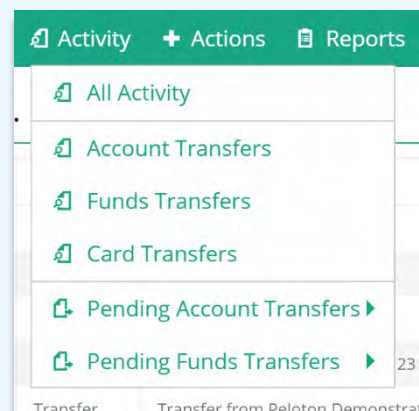 Activity Actions Reports
All Activity
Account Transfers
Funds Transfers
Card Transfers
Pending Account Transfers
Pending Funds Transfers
23
Transfer Transfer from Peloton